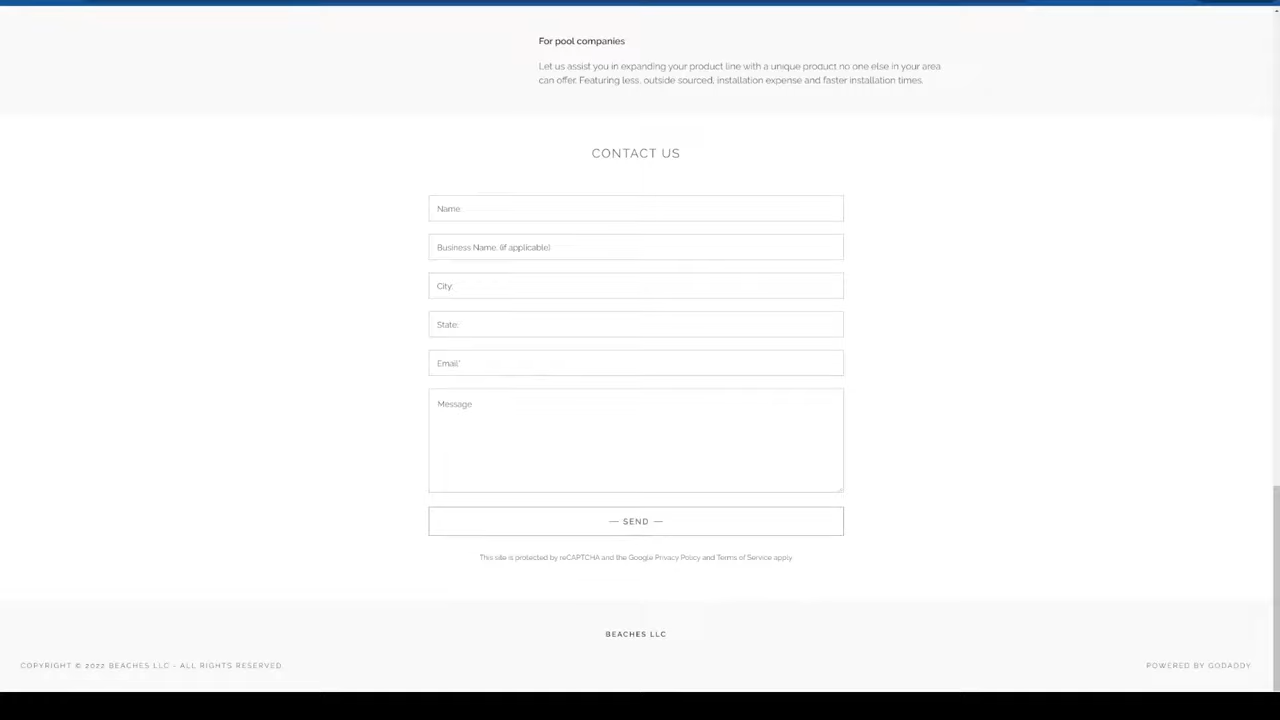 For pool companies
Let us assist you in expanding your product line with a unique product no one else in your area
can offer. Featuring less, outside sourced, installation expense and faster installation times.
CONTACT US
Name:
Business Name: (if applicable)
City:
State:
Email*
Message
— SEND —
This site is protected by reCAPTCHA and the Google Privacy Policy and Terms of Service apply.
BEACHES LLC
COPYRIGHT © 2022 BEACHES LLC - ALL RIGHTS RESERVED.
POWERED BY GODADDY